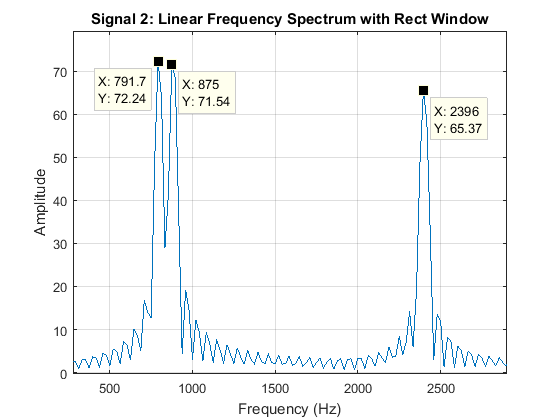 Signal 2: Linear Frequency Spectrum with Rect Window
X: 791.7
Y: 72.24
X: 875
Y: 71.54
X: 2396
Y: 65.37
Amplitude
70
60
50
40
30
20
10
0
500 1000 1500 2000 2500
Frequency (Hz)